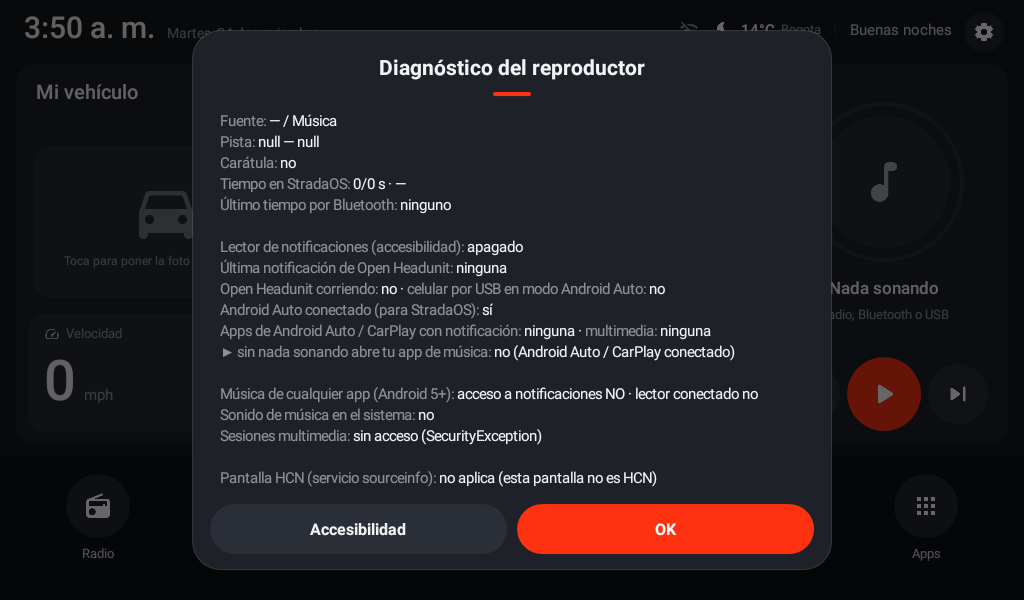 3:50 a. m.
Martes
14°C Bogota
Buenas noches
Mi vehículo
Diagnóstico del reproductor
Fuente: — / Música
Pista: null — null
Carátula: no
Tiempo en StradaOS: 0/0 s · —
Último tiempo por Bluetooth: ninguno
Lector de notificaciones (accesibilidad): apagado
Última notificación de Open Headunit: ninguna
Open Headunit corriendo: no · celular por USB en modo Android Auto: no
Android Auto conectado (para StradaOS): sí
Apps de Android Auto / CarPlay con notificación: ninguna · multimedia: ninguna
► sin nada sonando abre tu app de música: no (Android Auto / CarPlay conectado)
Música de cualquier app (Android 5+): acceso a notificaciones NO · lector conectado no
Sonido de música en el sistema: no
Sesiones multimedia: sin acceso (SecurityException)
Pantalla HCN (servicio sourceinfo): no aplica (esta pantalla no es HCN)
Accesibilidad
OK
Toca para poner la foto
Velocidad
0 mph
Nada sonando
adio, Bluetooth o USB
Radio
Apps